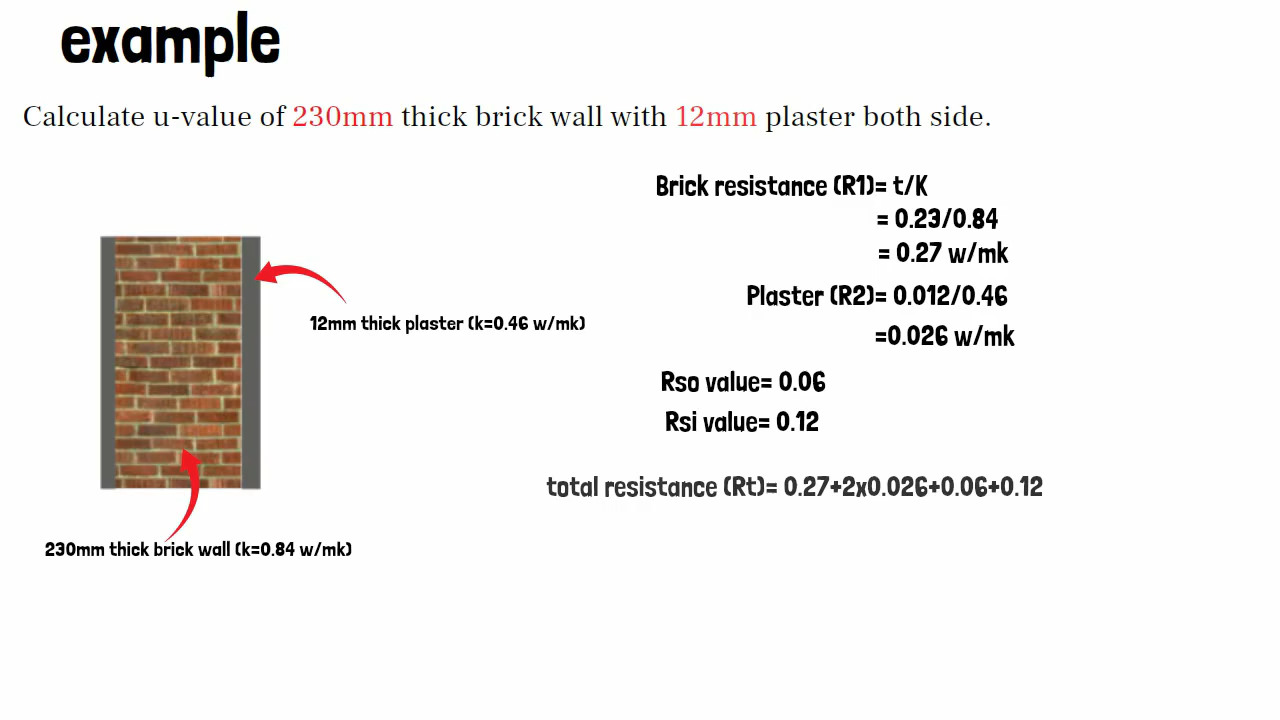 example
Calculate u-value of 230mm thick brick wall with 12mm plaster both side.
Brick resistance (R1)= t/K
= 0.23/0.84
= 0.27 w/mk
Plaster (R2)= 0.012/0.46
=0.026 w/mk
12mm thick plaster (k=0.46 w/mk)
Rso value= 0.06
Rsi value= 0.12
total resistance (Rt)= 0.27+2x0.026+0.06+0.12
230mm thick brick wall (k=0.84 w/mk)